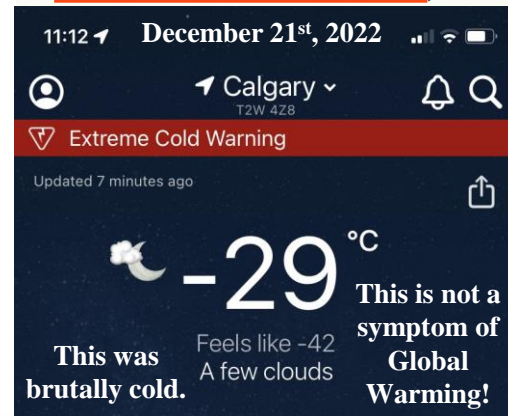 11:12 December 21st, 2022
Calgary
T2W 4Z8
Extreme Cold Warning
Updated 7 minutes ago
-29 °C
Feels like -42
A few clouds
This was
brutally cold.
This is not a
symptom of
Global
Warming!